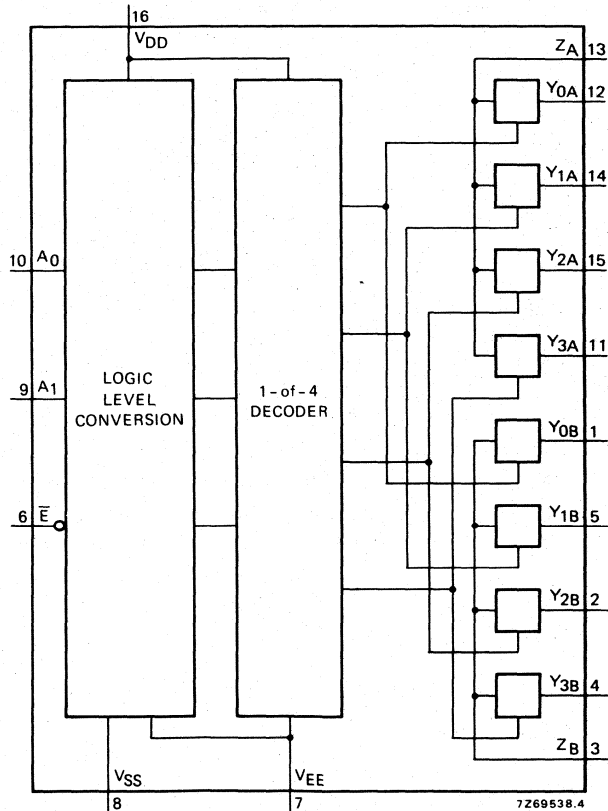 16
VDD
ZA 13
Y0A 12
Y1A 14
10 A0
Y2A 15
Y3A 11
9 A1
LOGIC
LEVEL
CONVERSION
1-of-4
DECODER
Y0B 1
6 E̅
Y1B 5
Y2B 2
Y3B 4
ZB 3
VSS
8
VEE
7
7Z69538.4